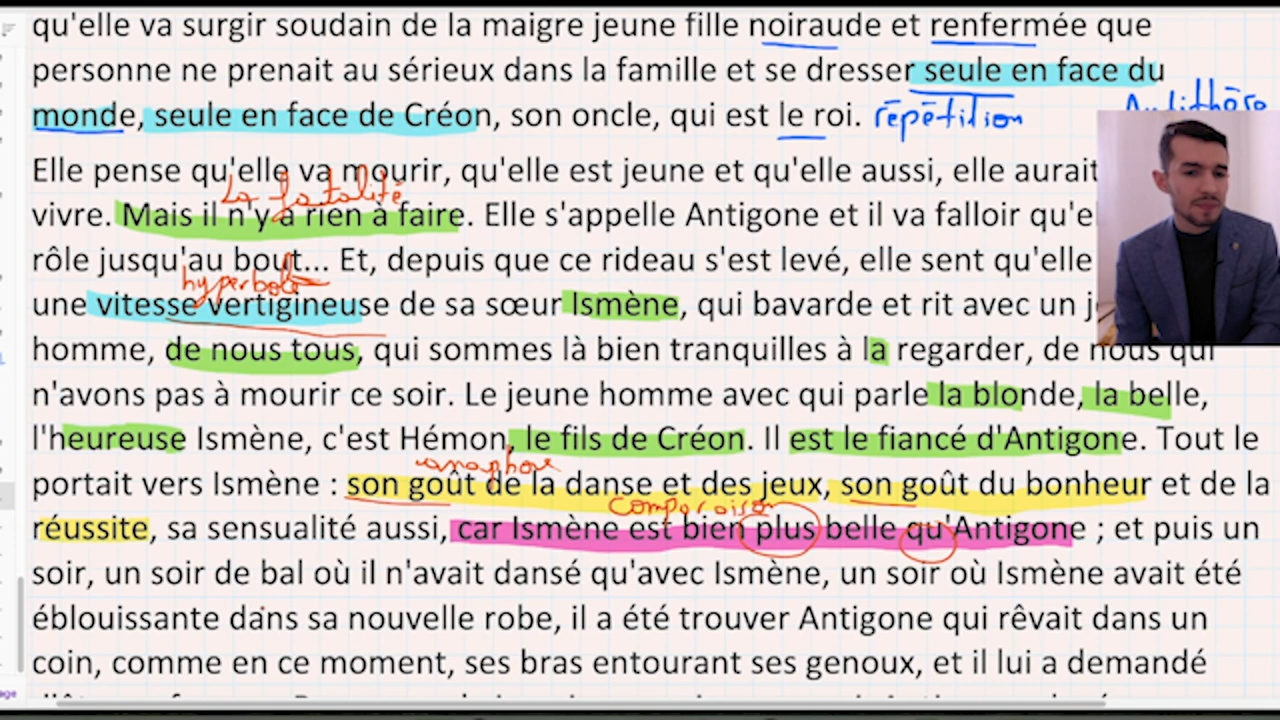 qu'elle va surgir soudain de la maigre jeune fille noiraude et renfermée que
personne ne prenait au sérieux dans la famille et se dresser seule en face du
monde, seule en face de Créon, son oncle, qui est le roi. répétition
Elle pense qu'elle va mourir, qu'elle est jeune et qu'elle aussi, elle aurait
La fatalité
vivre. Mais il n'y a rien à faire. Elle s'appelle Antigone et il va falloir
rôle jusqu'au bout... Et, depuis que ce rideau s'est levé, elle sent qu'elle
hyperbole
une vitesse vertigineuse de sa sœur Ismène, qui bavarde et rit avec un
homme, de nous tous, qui sommes là bien tranquilles à la regarder, de nous qui
n'avons pas à mourir ce soir. Le jeune homme avec qui parle la blonde, la belle,
l'heureuse Ismène, c'est Hémon, le fils de Créon. Il est le fiancé d'Antigone. Tout le
anaphore
portait vers Ismène : son goût de la danse et des jeux, son goût du bonheur et de la
comparaison
réussite, sa sensualité aussi, car Ismène est bien plus belle qu'Antigone ; et puis un
soir, un soir de bal où il n'avait dansé qu'avec Ismène, un soir où Ismène avait été
éblouissante dans sa nouvelle robe, il a été trouver Antigone qui rêvait dans un
coin, comme en ce moment, ses bras entourant ses genoux, et il lui a demandé